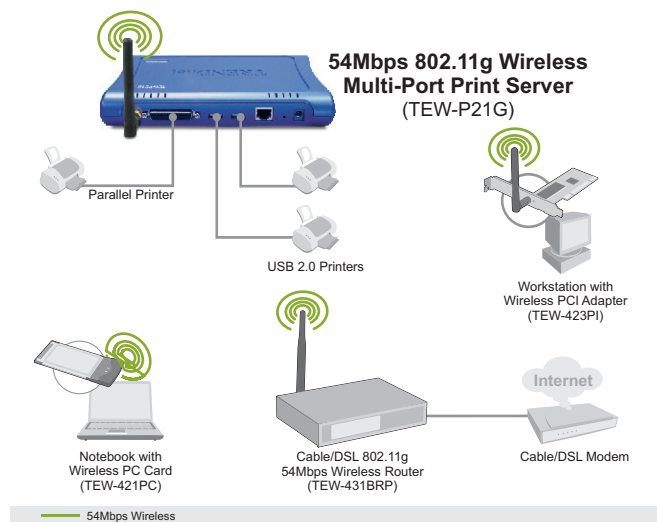 54Mbps 802.11g Wireless
Multi-Port Print Server
(TEW-P21G)
Parallel Printer
USB 2.0 Printers
Workstation with
Wireless PCI Adapter
(TEW-423PI)
Internet
Notebook with
Wireless PC Card
(TEW-421PC)
Cable/DSL 802.11g
54Mbps Wireless Router
(TEW-431BRP)
Cable/DSL Modem
54Mbps Wireless